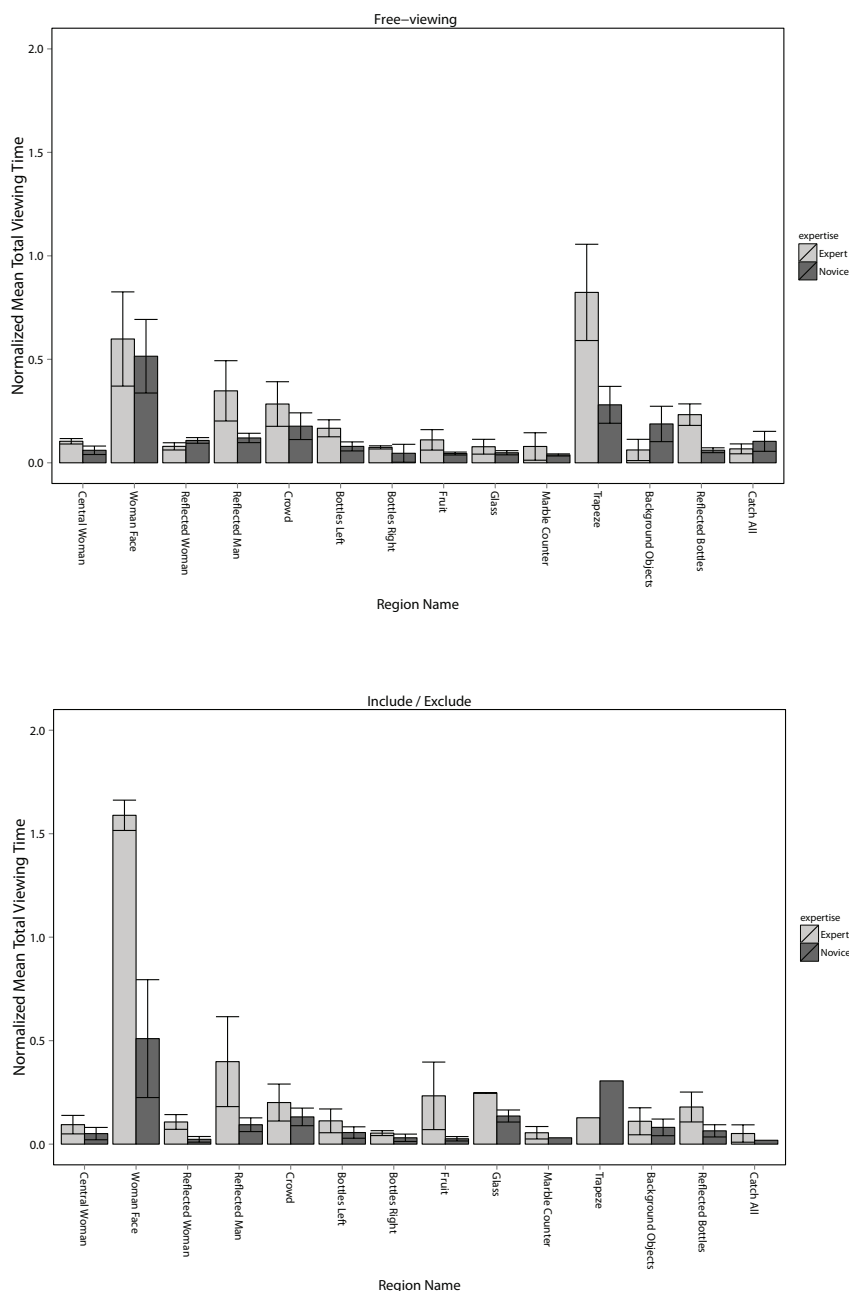 Free−viewing
Normalized Mean Total Viewing Time
2.0
1.5
1.0
0.5
0.0
Central Woman
Woman Face
Reflected Woman
Reflected Man
Crowd
Bottles Left
Bottles Right
Fruit
Glass
Marble Counter
Trapeze
Background Objects
Reflected Bottles
Catch All
Region Name
expertise
Expert
Novice
Include / Exclude
Normalized Mean Total Viewing Time
2.0
1.5
1.0
0.5
0.0
Central Woman
Woman Face
Reflected Woman
Reflected Man
Crowd
Bottles Left
Bottles Right
Fruit
Glass
Marble Counter
Trapeze
Background Objects
Reflected Bottles
Catch All
Region Name
expertise
Expert
Novice